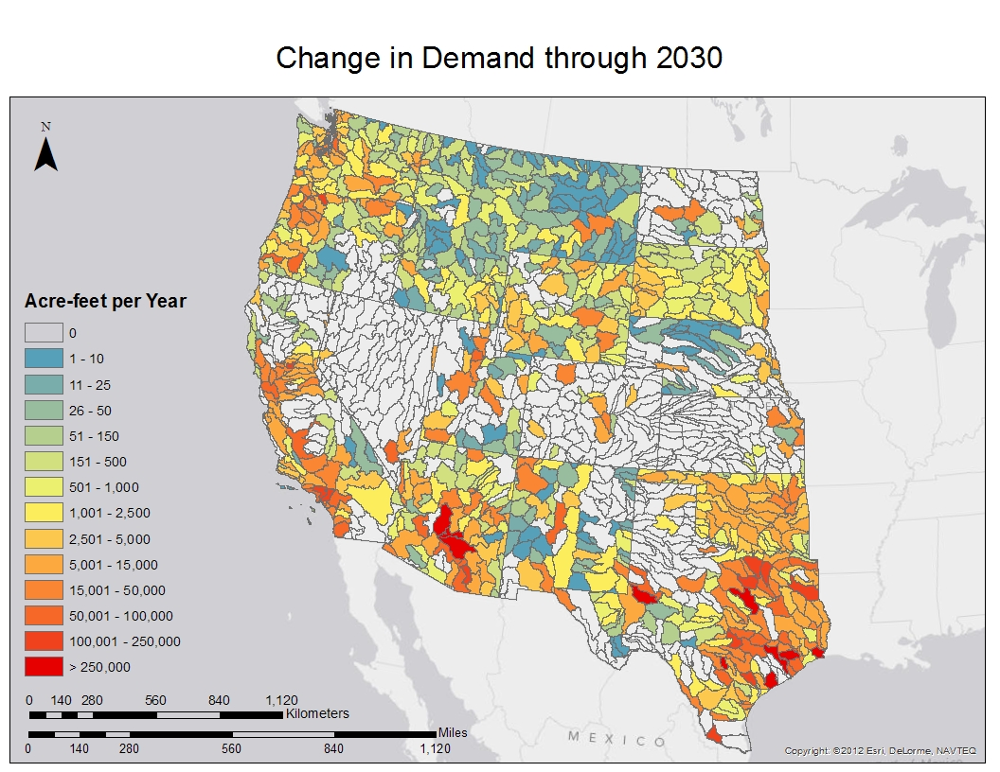 Change in Demand through 2030
N
Acre-feet per Year
0
1 - 10
11 - 25
26 - 50
51 - 150
151 - 500
501 - 1,000
1,001 - 2,500
2,501 - 5,000
5,001 - 15,000
15,001 - 50,000
50,001 - 100,000
100,001 - 250,000
> 250,000
0 140 280 560 840 1,120
Kilometers
Miles
0 140 280 560 840 1,120
MEXICO
Copyright: ©2012 Esri, DeLorme, NAVTEQ